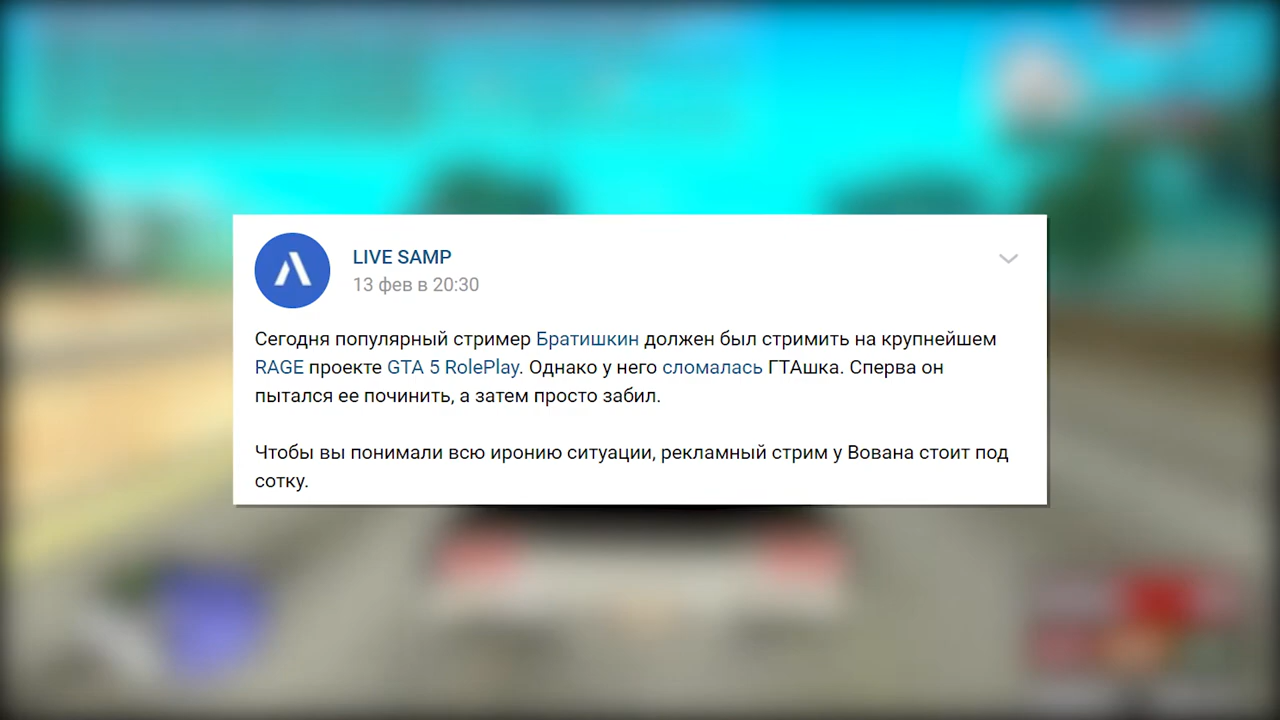 LIVE SAMP
13 фев в 20:30
Сегодня популярный стример Братишкин должен был стримить на крупнейшем
RAGE проекте GTA 5 RolePlay. Однако у него сломалась ГТАшка. Сперва он
пытался ее починить, а затем просто забил.
Чтобы вы понимали всю иронию ситуации, рекламный стрим у Вована стоит под
сотку.